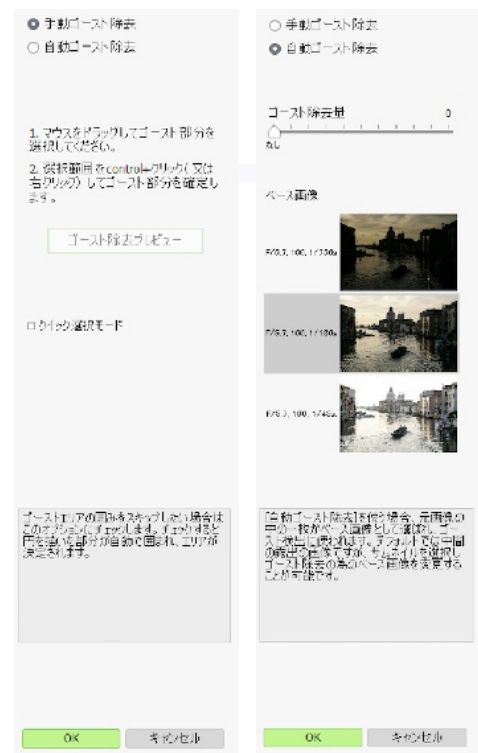 手動ゴースト除去
自動ゴースト除去
1. マウスをドラッグしてゴースト部分を
選択してください。
2. 選択範囲をcontrol+クリック( 又は
右クリック) してゴースト部分を確定し
ます。
ゴースト除去プレビュー
クイック選択モード
ゴーストエリアの囲みをスキップしたい場合は
このオプションにチェックします。チェックすると
円を描いた部分が自動で囲まれ、エリアが
決定されます。
OK
キャンセル
手動ゴースト除去
自動ゴースト除去
ゴースト除去量 0
なし
ベース画像
F/6.7, 100, 1/180s
F/6.7, 100, 1/45s
[自動ゴースト除去]を使う場合、元画像の
中の一枚がベース画像として選ばれ、ゴー
スト検出に使われます。デフォルトでは中間
の露出の画像ですが、サムネイルを選択し
ゴースト除去の為のベース画像を変更する
ことが可能です。
OK
キャンセル